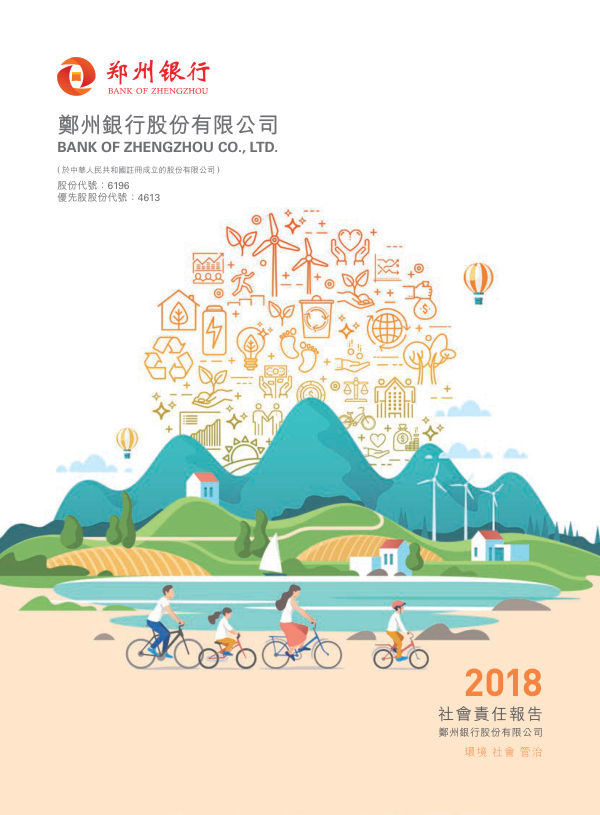 郑州银行
BANK OF ZHENGZHOU
鄭州銀行股份有限公司
BANK OF ZHENGZHOU CO., LTD.
(於中華人民共和國註冊成立的股份有限公司)
股份代號：6196
優先股股份代號：4613
2018
社會責任報告
鄭州銀行股份有限公司
環境 社會 管治